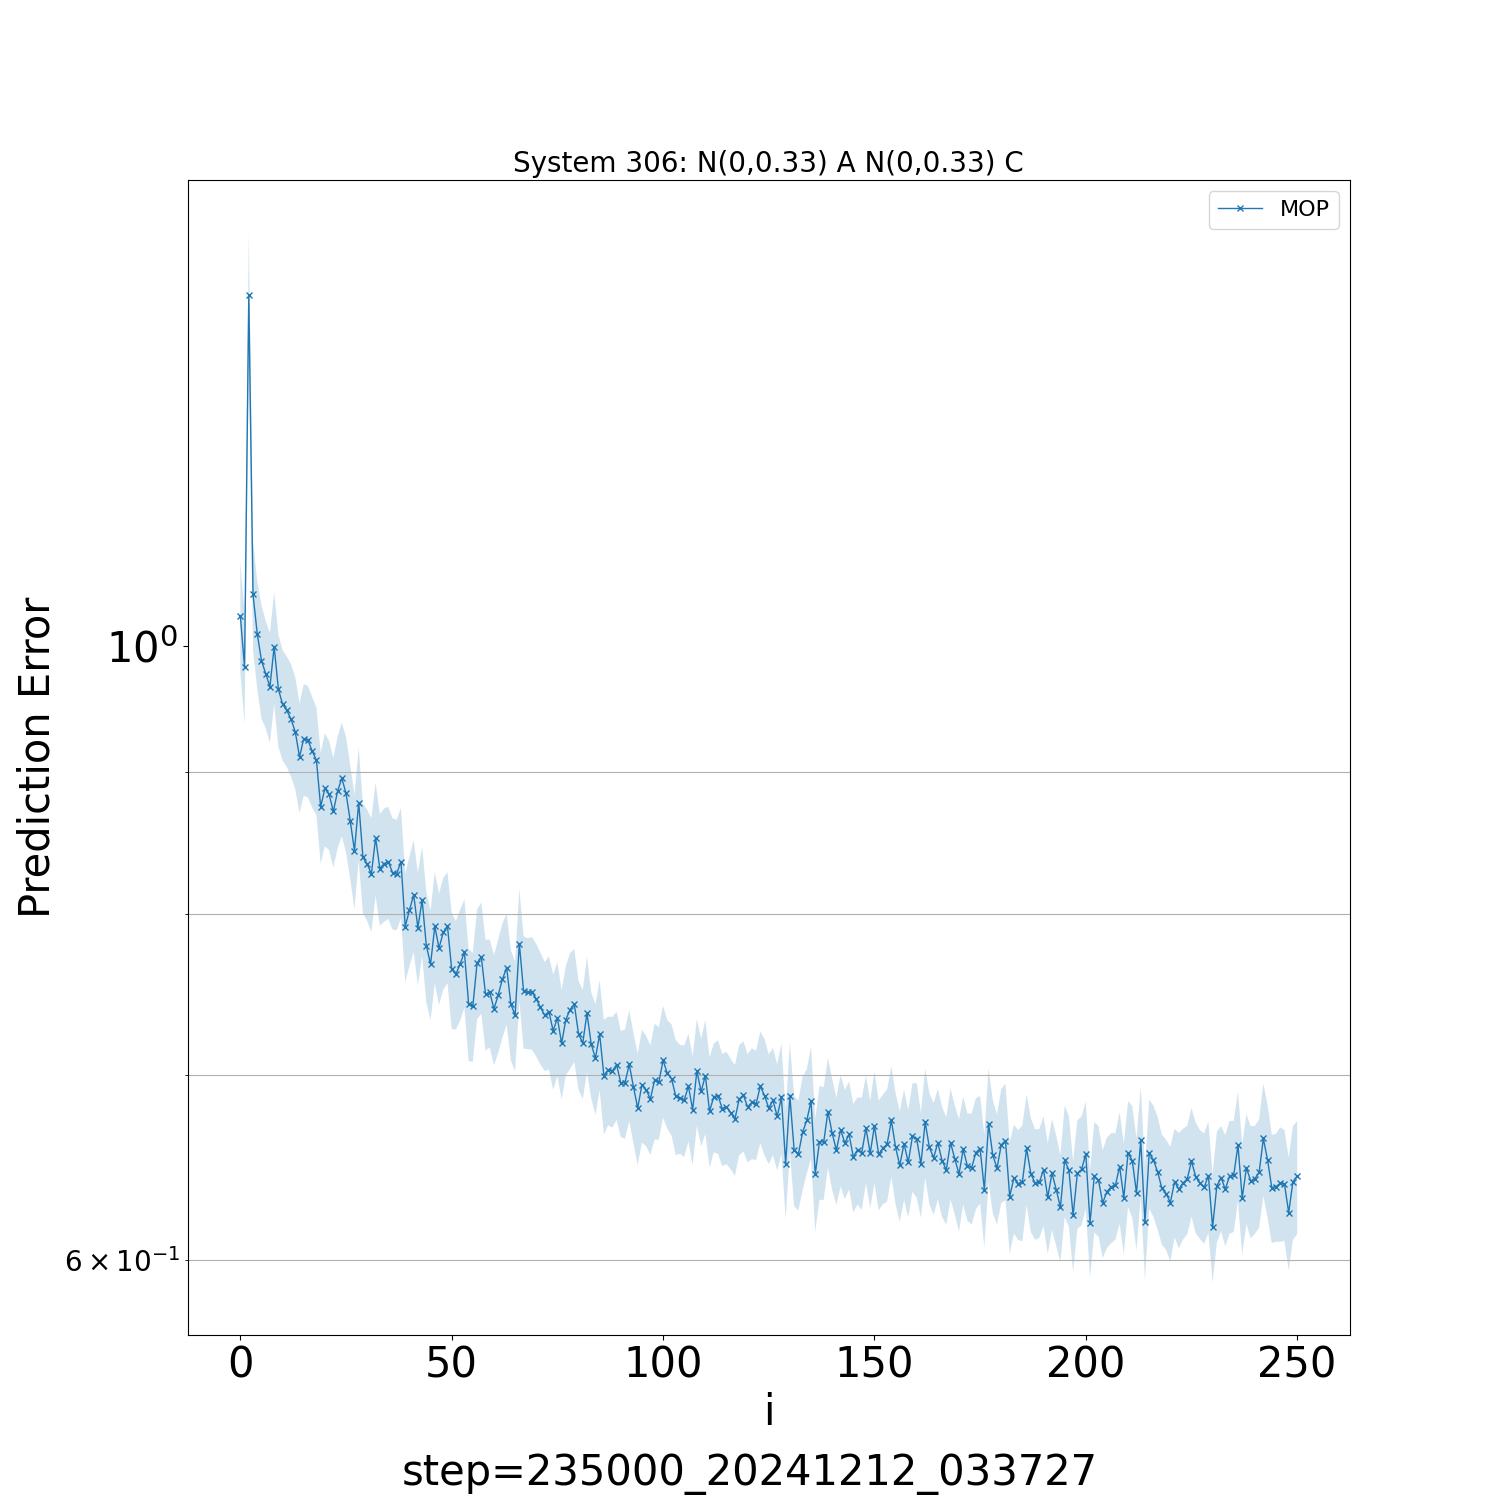 System 306: N(0,0.33) A N(0,0.33) C
MOP
Prediction Error
10⁰
6 × 10⁻¹
0 50 100 150 200 250
i
step=235000_20241212_033727